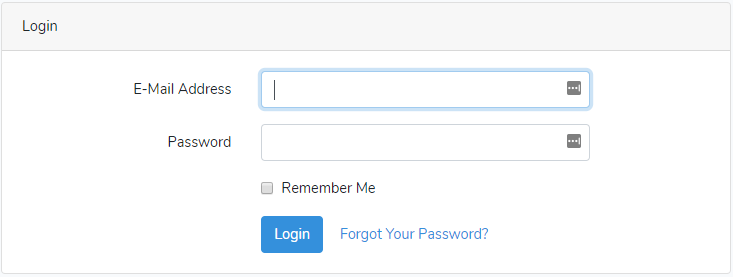 Login
E-Mail Address
Password
Remember Me
Login Forgot Your Password?